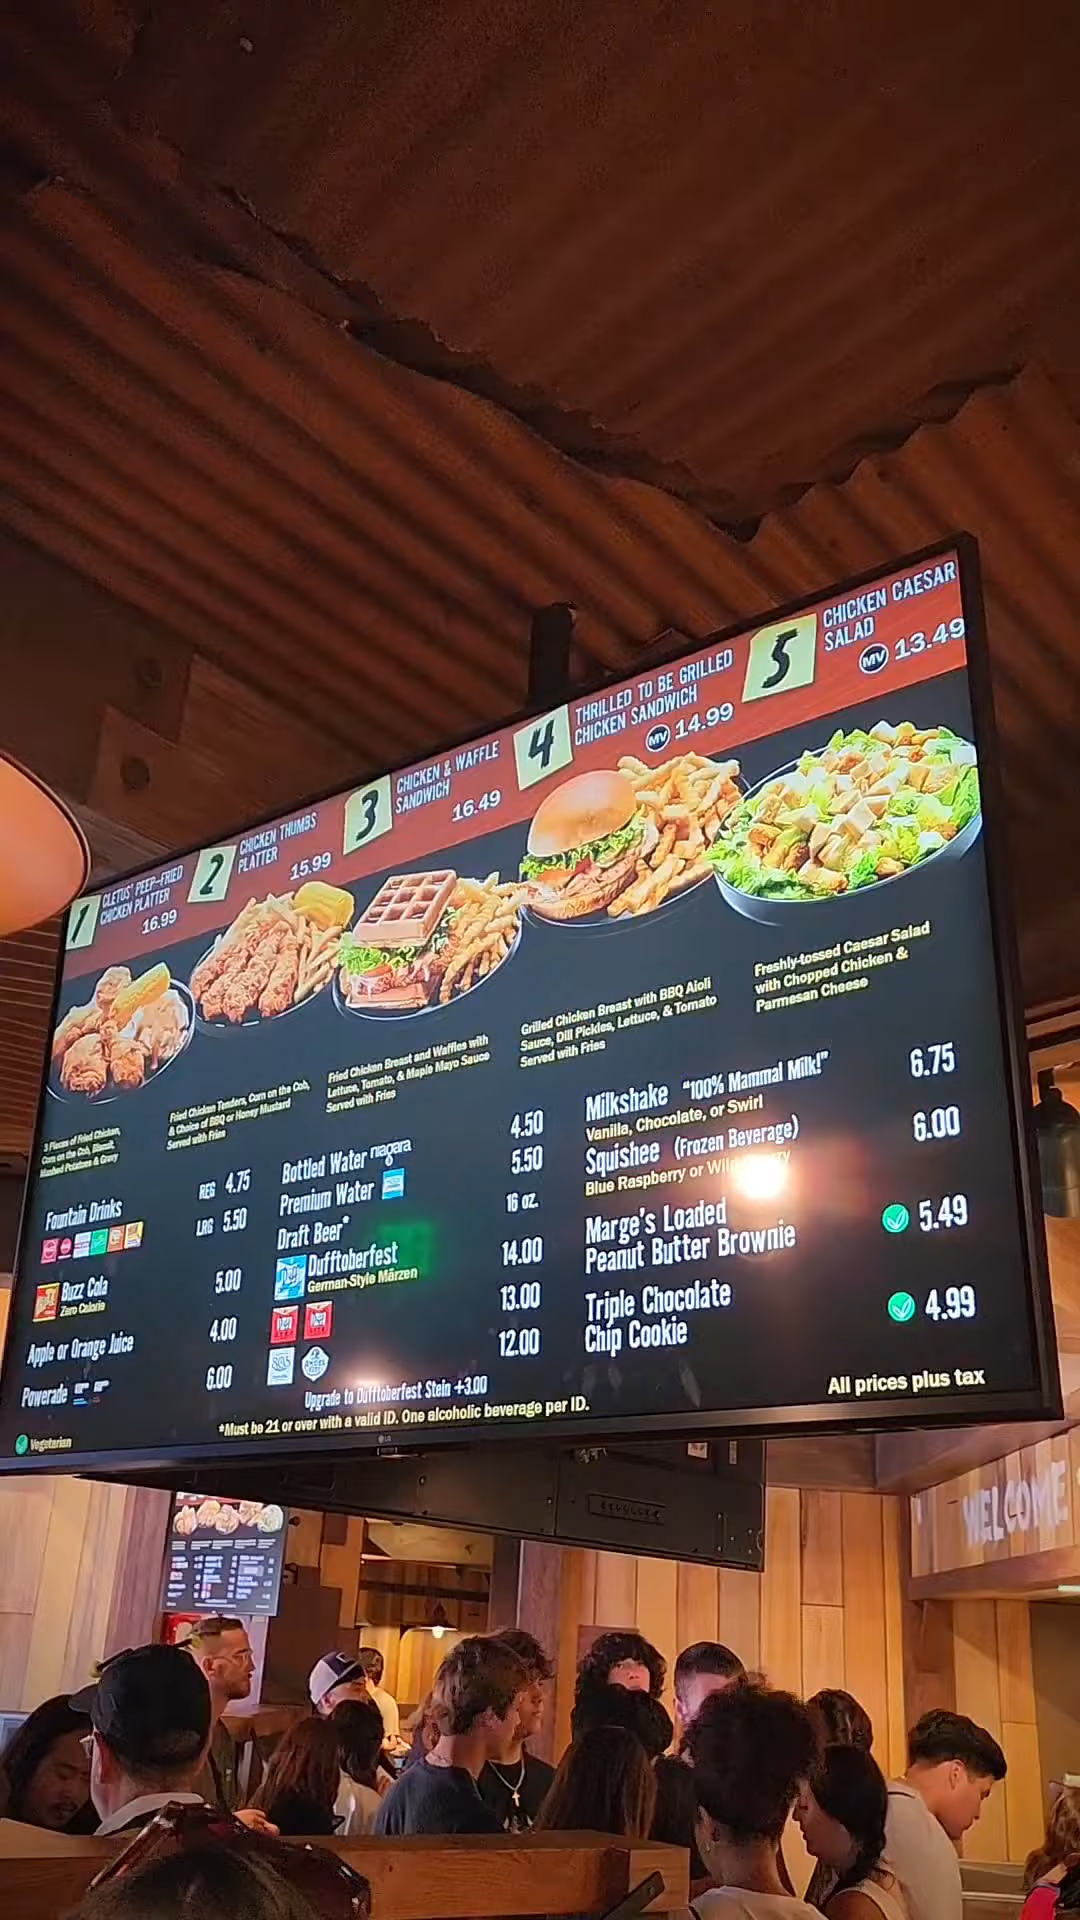 1
CLETUS' PEEP-FRIED
CHICKEN PLATTER
16.99
3 Pieces of Fried Chicken,
Corn on the Cob, Biscuit,
Mashed Potatoes & Gravy
2
CHICKEN THUMBS
PLATTER
15.99
Fried Chicken Tenders, Corn on the Cob,
& Choice of BBQ or Honey Mustard
Served with Fries
3
CHICKEN & WAFFLE
SANDWICH
16.49
Fried Chicken Breast and Waffles with
Lettuce, Tomato, & Maple Mayo Sauce
Served with Fries
4
THRILLED TO BE GRILLED
CHICKEN SANDWICH
MV 14.99
Grilled Chicken Breast with BBQ Aioli
Sauce, Dill Pickles, Lettuce, & Tomato
Served with Fries
5
CHICKEN CAESAR
SALAD
MV 13.49
Freshly-tossed Caesar Salad
with Chopped Chicken &
Parmesan Cheese
Fountain Drinks
REG 4.75
LRG 5.50
Buzz Cola 5.00
Zero Calorie
Apple or Orange Juice 4.00
Powerade 6.00
Vegetarian
Bottled Water niagara 4.50
Premium Water 5.50
Draft Beer* 16 oz.
Dufftoberfest 14.00
German-Style Märzen
13.00
805
12.00
Upgrade to Dufftoberfest Stein +3.00
*Must be 21 or over with a valid ID. One alcoholic beverage per ID.
Milkshake "100% Mammal Milk!" 6.75
Vanilla, Chocolate, or Swirl
Squishee (Frozen Beverage) 6.00
Blue Raspberry or Wild
Marge's Loaded
Peanut Butter Brownie 5.49
Triple Chocolate
Chip Cookie 4.99
All prices plus tax
LG
WELCOME